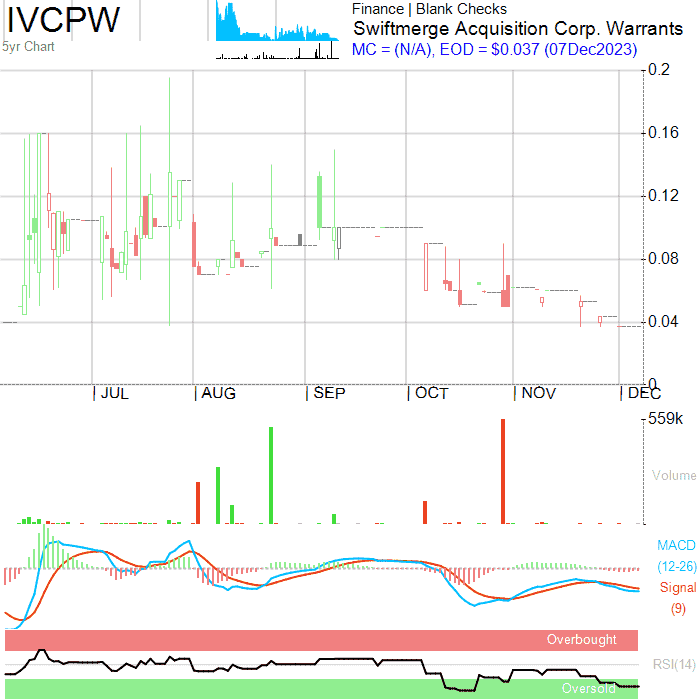 IVCPW
5yr Chart
Finance | Blank Checks
Swiftmerge Acquisition Corp. Warrants
MC = (N/A), EOD = $0.037 (07Dec2023)
0.2
0.16
0.12
0.08
0.04
0
JUL AUG SEP OCT NOV DEC
559k
Volume
MACD
(12-26)
Signal
(9)
Overbought
RSI(14)
Oversold